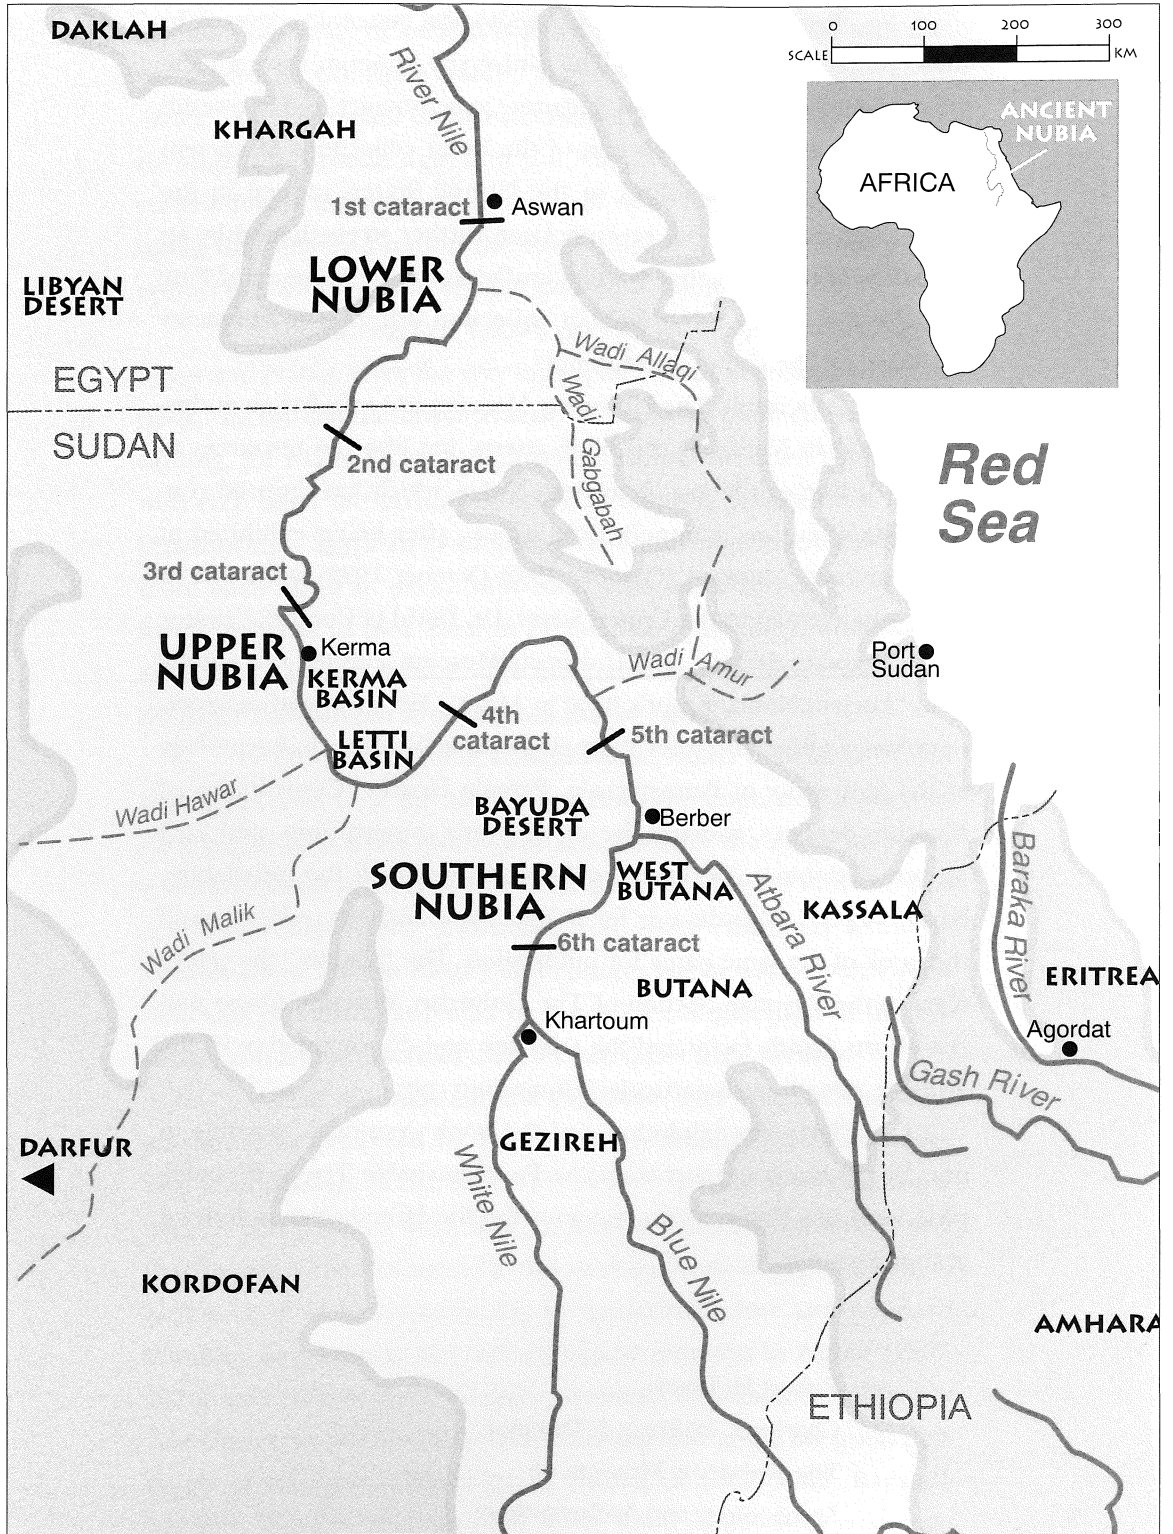 DAKLAH
0 100 200 300
SCALE KM
River Nile
KHARGAH
ANCIENT
NUBIA
AFRICA
1st cataract
Aswan
LOWER
NUBIA
LIBYAN
DESERT
Wadi Allaqi
EGYPT
Wadi
Gabgabah
SUDAN
2nd cataract
Red
Sea
3rd cataract
UPPER
NUBIA
Kerma
KERMA
BASIN
Wadi Amur
Port
Sudan
4th
cataract
LETTI
BASIN
5th cataract
Wadi Hawar
BAYUDA
DESERT
Berber
Baraka River
SOUTHERN
NUBIA
WEST
BUTANA
Atbara River
KASSALA
Wadi Malik
6th cataract
BUTANA
ERITREA
Khartoum
Agordat
Gash River
DARFUR
GEZIREH
White Nile
Blue Nile
KORDOFAN
AMHARA
ETHIOPIA